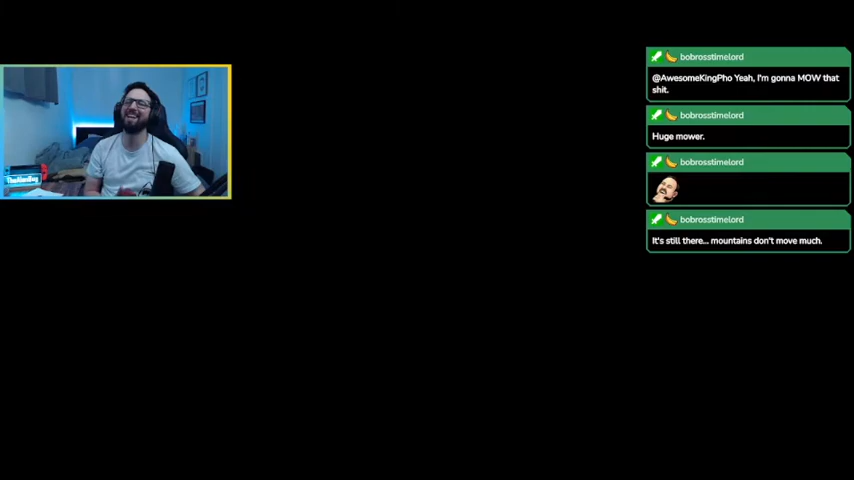 bobrosstimelord
@AwesomeKingPho Yeah, I'm gonna MOW that
shit.
bobrosstimelord
Huge mower.
bobrosstimelord
bobrosstimelord
It's still there... mountains don't move much.